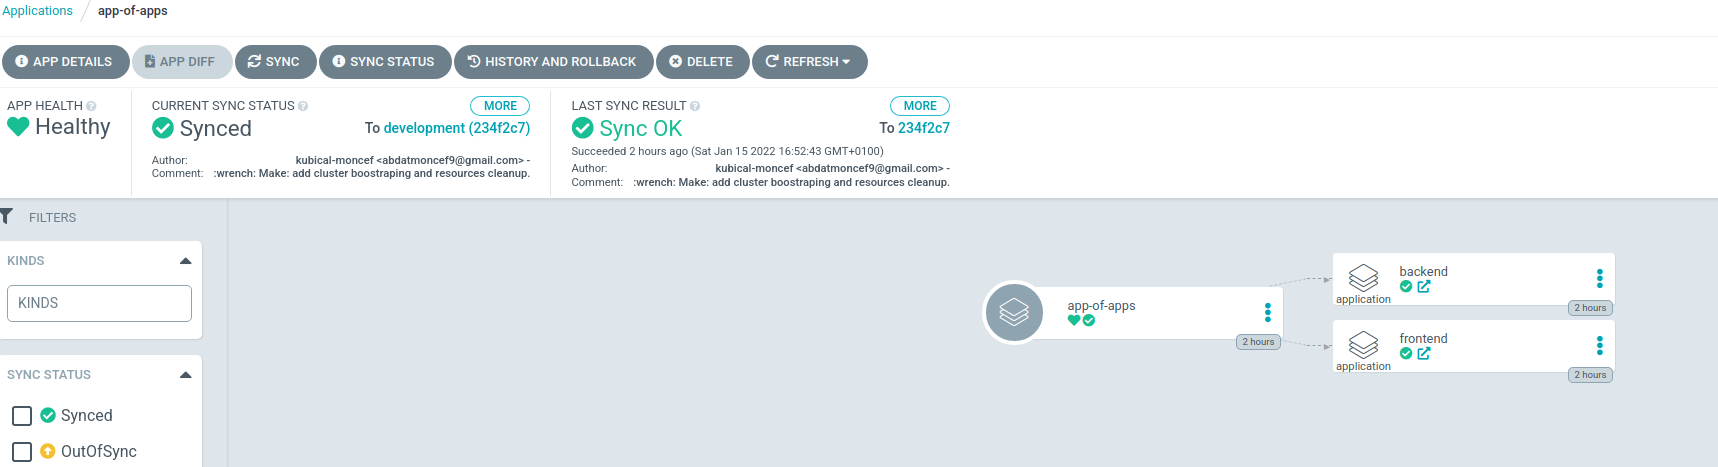 Applications / app-of-apps
APP DETAILS APP DIFF SYNC SYNC STATUS HISTORY AND ROLLBACK DELETE REFRESH
APP HEALTH
Healthy
CURRENT SYNC STATUS MORE
Synced To development (234f2c7)
Author: kubical-moncef <abdatmoncef9@gmail.com> -
Comment: :wrench: Make: add cluster boostraping and resources cleanup.
LAST SYNC RESULT MORE
Sync OK To 234f2c7
Succeeded 2 hours ago (Sat Jan 15 2022 16:52:43 GMT+0100)
Author: kubical-moncef <abdatmoncef9@gmail.com> -
Comment: :wrench: Make: add cluster boostraping and resources cleanup.
FILTERS
KINDS
KINDS
SYNC STATUS
Synced
OutOfSync
app-of-apps
2 hours
backend
application
2 hours
frontend
application
2 hours